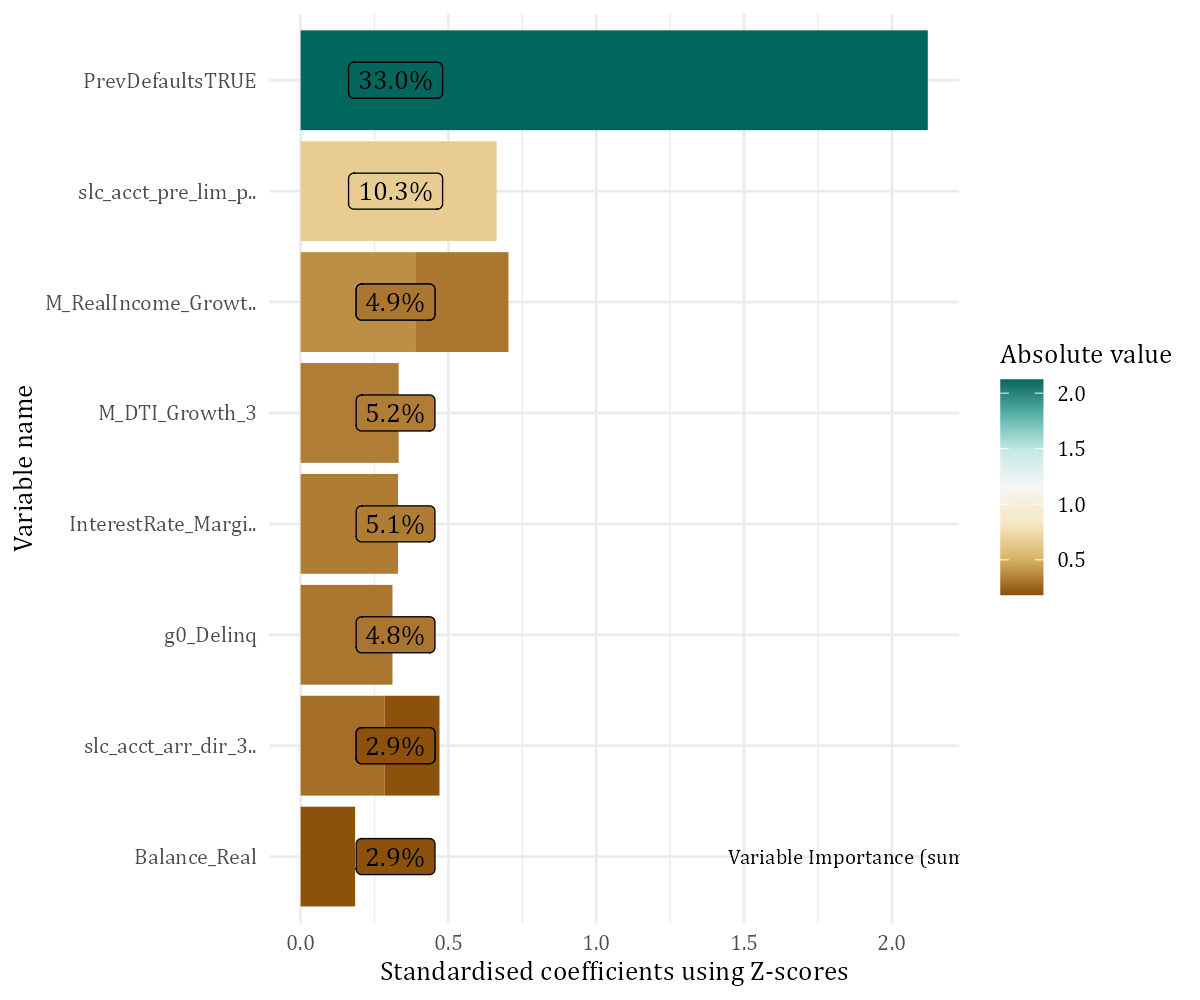 PrevDefaultsTRUE
33.0%
slc_acct_pre_lim_p..
10.3%
M_RealIncome_Growt..
4.9%
M_DTI_Growth_3
5.2%
InterestRate_Margi..
5.1%
g0_Delinq
4.8%
slc_acct_arr_dir_3..
2.9%
Balance_Real
2.9%
Variable Importance (sum
0.0 0.5 1.0 1.5 2.0
Standardised coefficients using Z-scores
Variable name
Absolute value
2.0
1.5
1.0
0.5